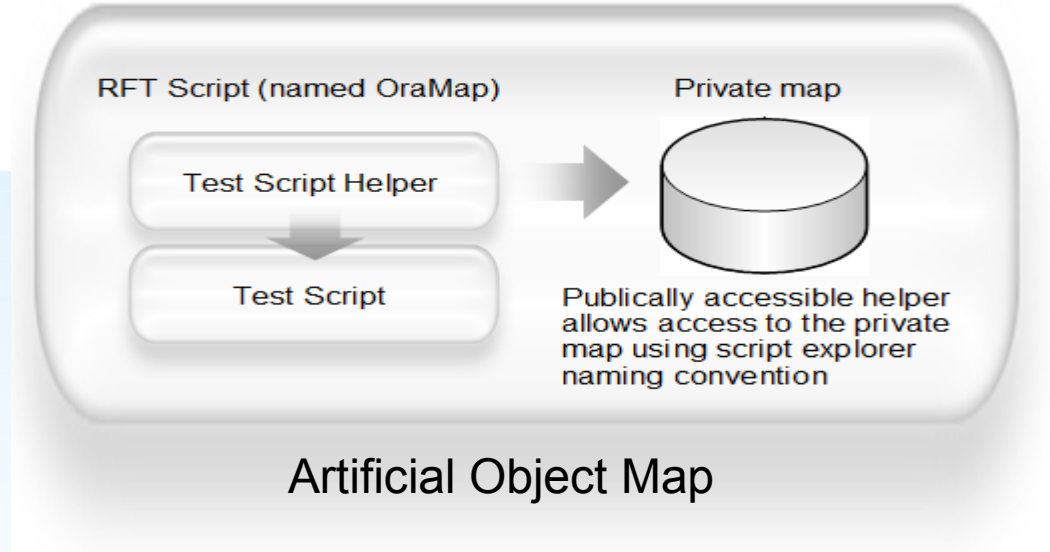 RFT Script (named OraMap)
Private map
Test Script Helper
Test Script
Publically accessible helper
allows access to the private
map using script explorer
naming convention
Artificial Object Map